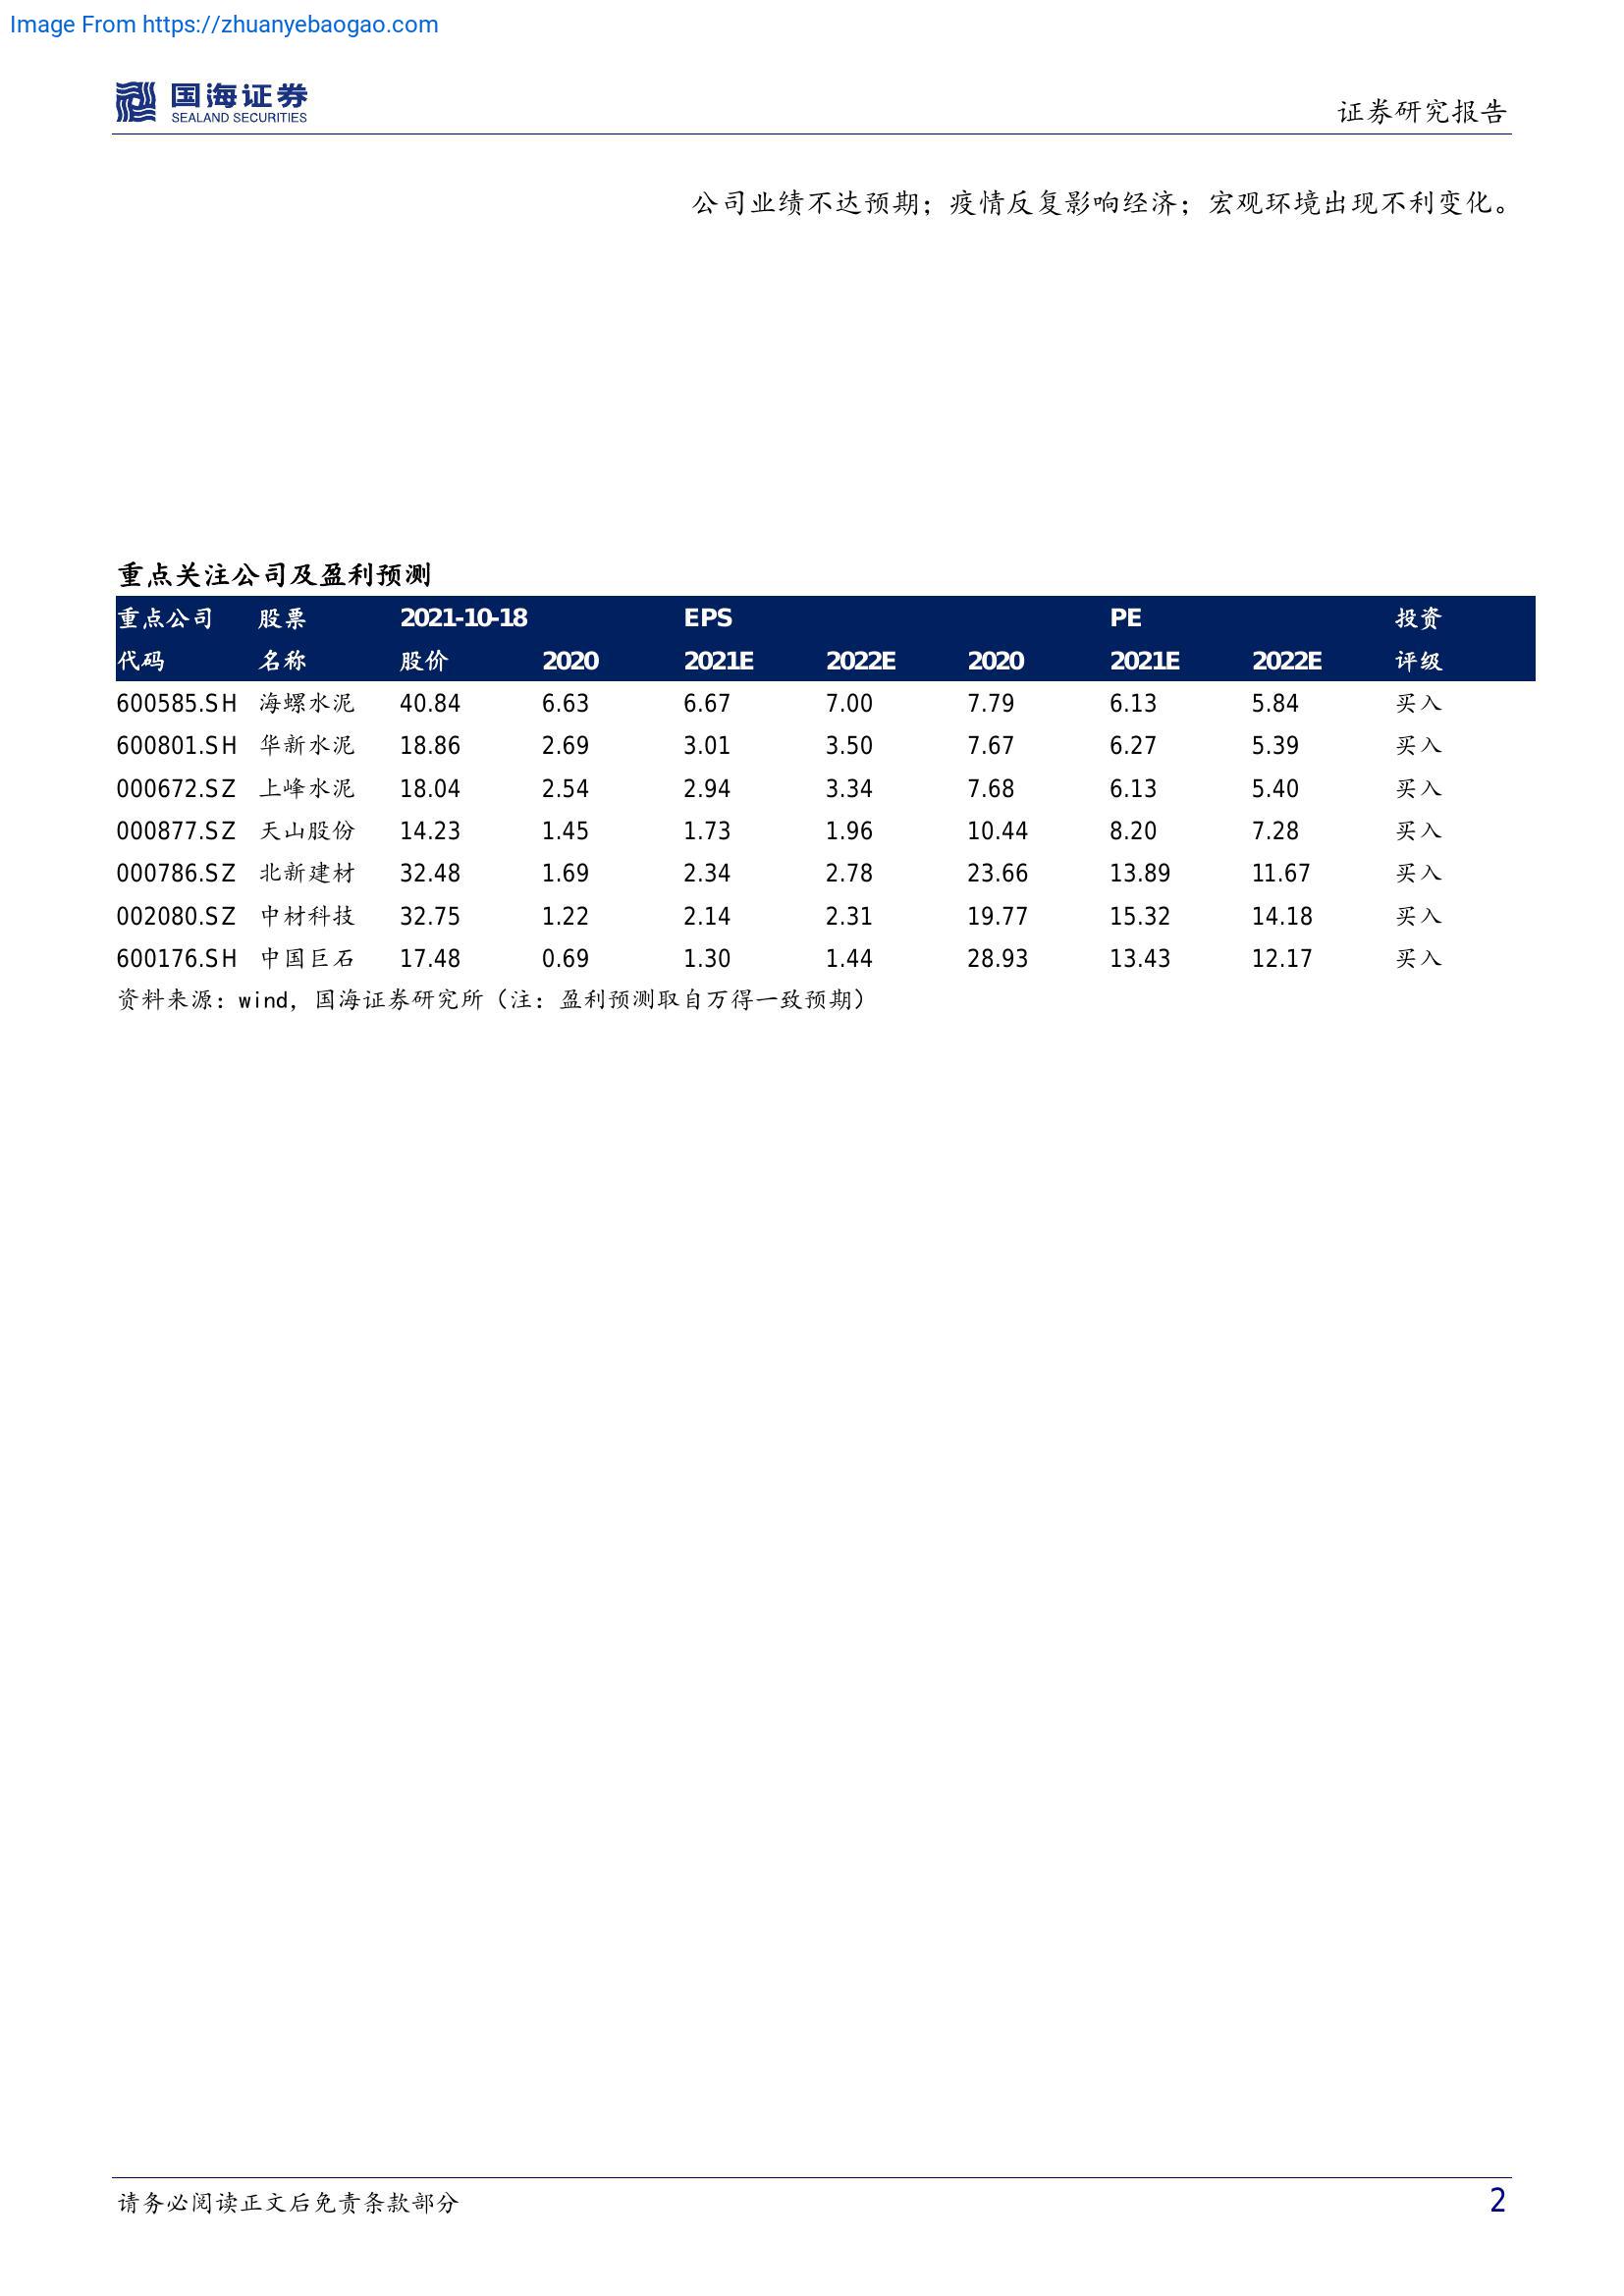 Image From https://zhuanyebaogao.com
国海证券
SEALAND SECURITIES
证券研究报告
公司业绩不达预期；疫情反复影响经济；宏观环境出现不利变化。
重点关注公司及盈利预测
重点公司 股票 2021-10-18 EPS PE 投资
代码 名称 股价 2020 2021E 2022E 2020 2021E 2022E 评级
600585.SH 海螺水泥 40.84 6.63 6.67 7.00 7.79 6.13 5.84 买入
600801.SH 华新水泥 18.86 2.69 3.01 3.50 7.67 6.27 5.39 买入
000672.SZ 上峰水泥 18.04 2.54 2.94 3.34 7.68 6.13 5.40 买入
000877.SZ 天山股份 14.23 1.45 1.73 1.96 10.44 8.20 7.28 买入
000786.SZ 北新建材 32.48 1.69 2.34 2.78 23.66 13.89 11.67 买入
002080.SZ 中材科技 32.75 1.22 2.14 2.31 19.77 15.32 14.18 买入
600176.SH 中国巨石 17.48 0.69 1.30 1.44 28.93 13.43 12.17 买入
资料来源：wind，国海证券研究所（注：盈利预测取自万得一致预期）
请务必阅读正文后免责条款部分 2